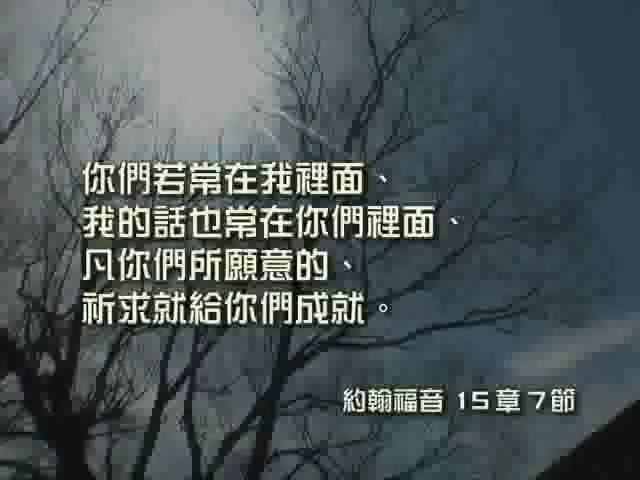 你們若常在我裡面、
我的話也常在你們裡面、
凡你們所願意的、
祈求就給你們成就。
約翰福音 15 章 7 節